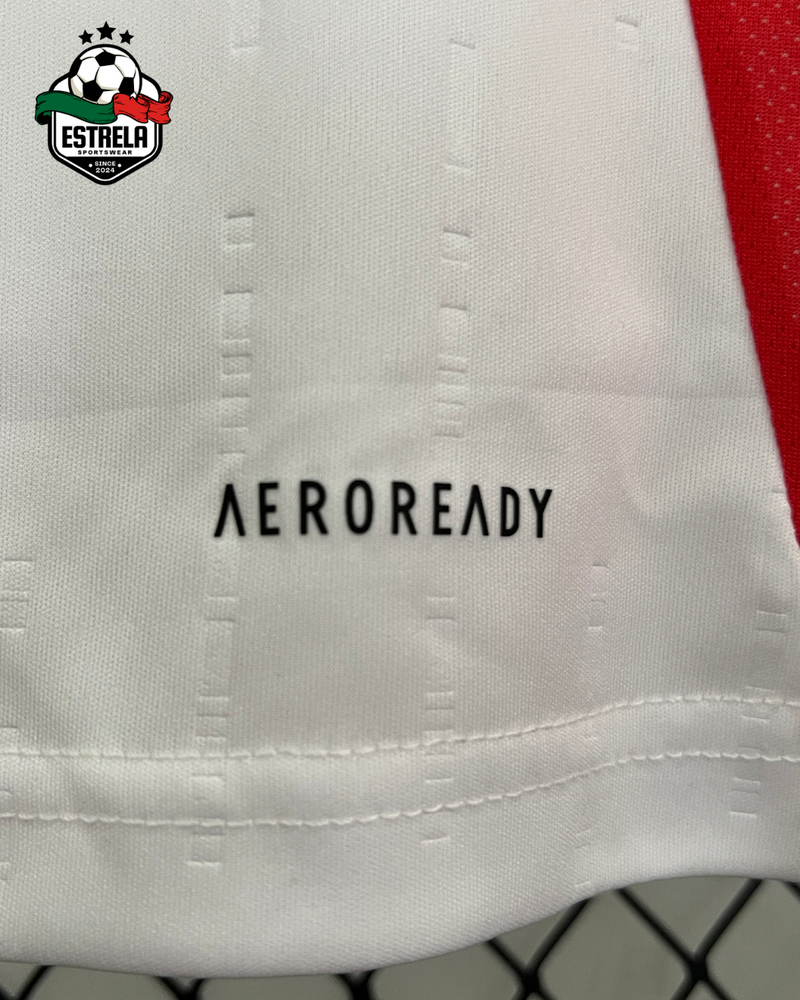 ESTRELA
SPORTSWEAR
SINCE
2024
AEROREADY